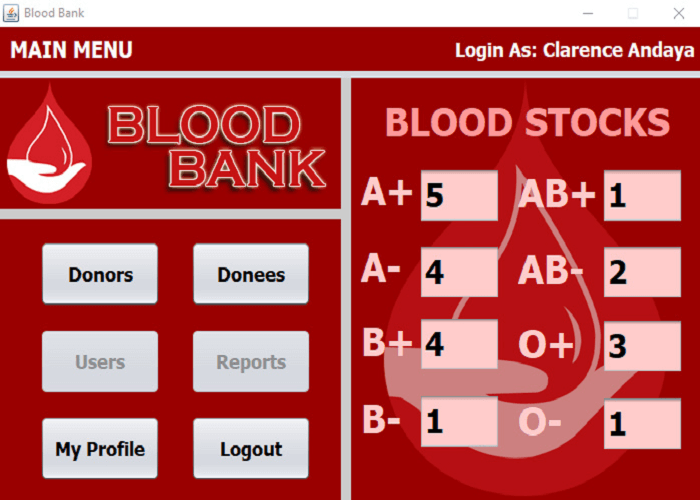 Blood Bank
MAIN MENU
Login As: Clarence Andaya
BLOOD
BANK
Donors
Donees
Users
Reports
My Profile
Logout
BLOOD STOCKS
A+ 5 AB+ 1
A- 4 AB- 2
B+ 4 O+ 3
B- 1 O- 1